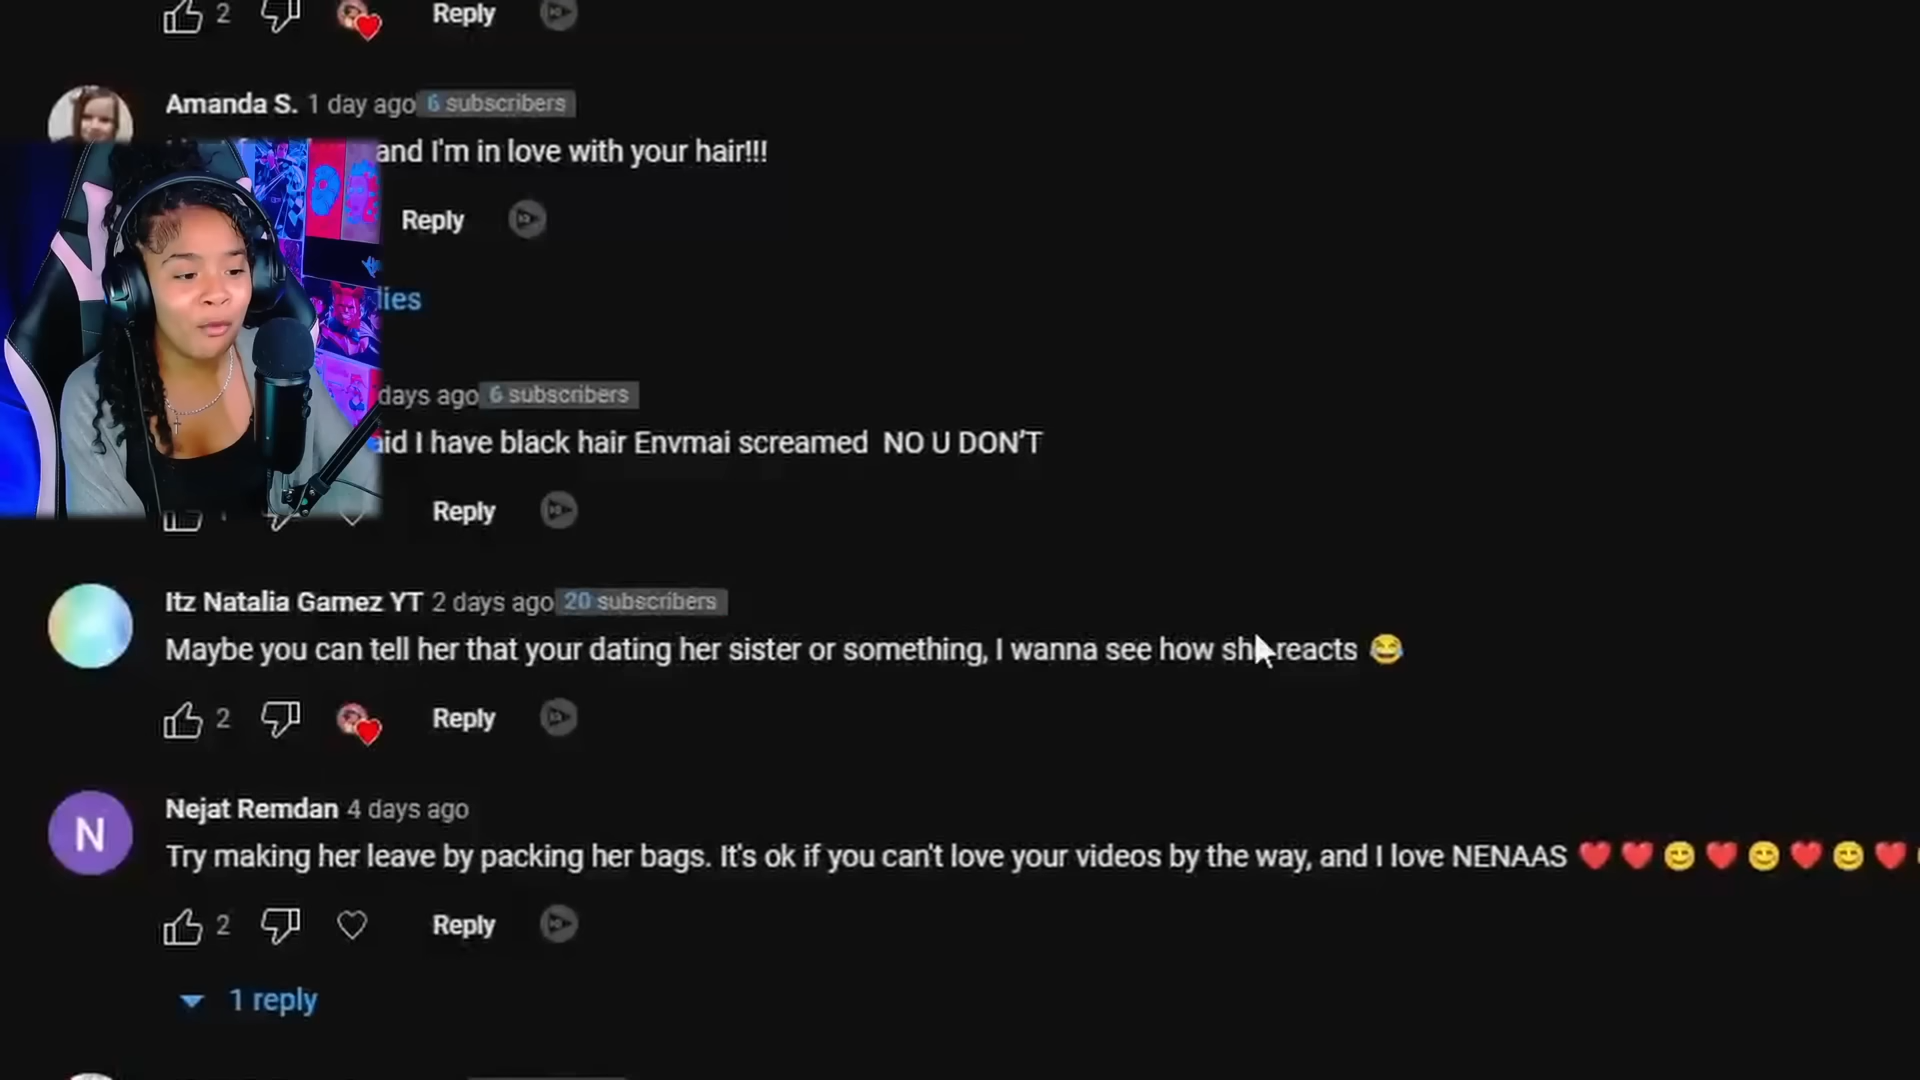 2 Reply
Amanda S. 1 day ago 6 subscribers
and I'm in love with your hair!!!
Reply
days ago 6 subscribers
I have black hair Envmai screamed NO U DON'T
Reply
Itz Natalia Gamez YT 2 days ago 20 subscribers
Maybe you can tell her that your dating her sister or something, I wanna see how reacts 😂
2 Reply
N
Nejat Remdan 4 days ago
Try making her leave by packing her bags. It's ok if you can't love your videos by the way, and I love NENAAS ❤️ ❤️ 😊 ❤️ 😊 ❤️ 😊 ❤️
2 Reply
1 reply